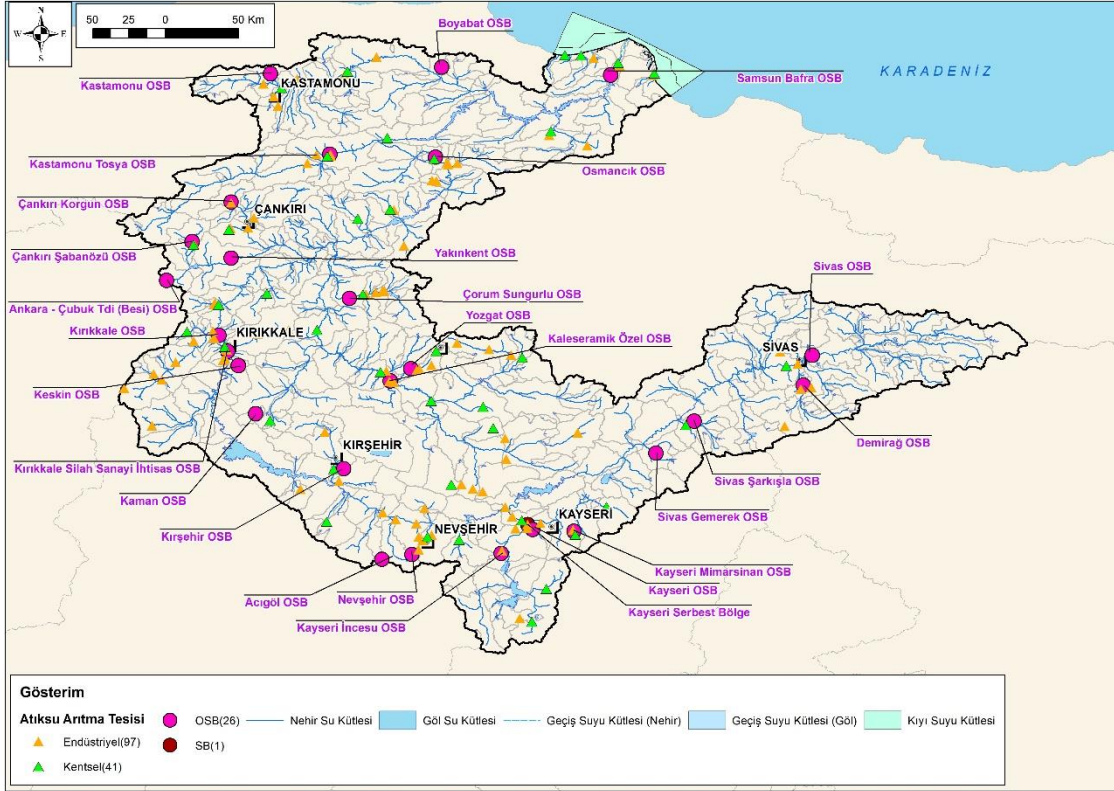 N
W E
S
50 25 0 50 Km
Boyabat OSB
Kastamonu OSB
KASTAMONU
Samsun Bafra OSB
KARADENİZ
Kastamonu Tosya OSB
Osmancık OSB
Çankırı Korgun OSB
ÇANKIRI
Çankırı Şabanözü OSB
Yakınkent OSB
Sivas OSB
Ankara - Çubuk Tdi (Besi) OSB
Çorum Sungurlu OSB
Kırıkkale OSB
KIRIKKALE
Yozgat OSB
Kaleseramik Özel OSB
SİVAS
Keskin OSB
Demirağ OSB
Kırıkkale Silah Sanayi İhtisas OSB
KIRŞEHİR
Sivas Şarkışla OSB
Kaman OSB
Sivas Gemerek OSB
Kırşehir OSB
NEVŞEHİR
KAYSERİ
Kayseri Mimarsinan OSB
Acıgöl OSB
Nevşehir OSB
Kayseri OSB
Kayseri İncesu OSB
Kayseri Serbest Bölge
Gösterim
Atıksu Arıtma Tesisi
OSB(26)
Nehir Su Kütlesi
Göl Su Kütlesi
Geçiş Suyu Kütlesi (Nehir)
Geçiş Suyu Kütlesi (Göl)
Kıyı Suyu Kütlesi
Endüstriyel(97)
SB(1)
Kentsel(41)